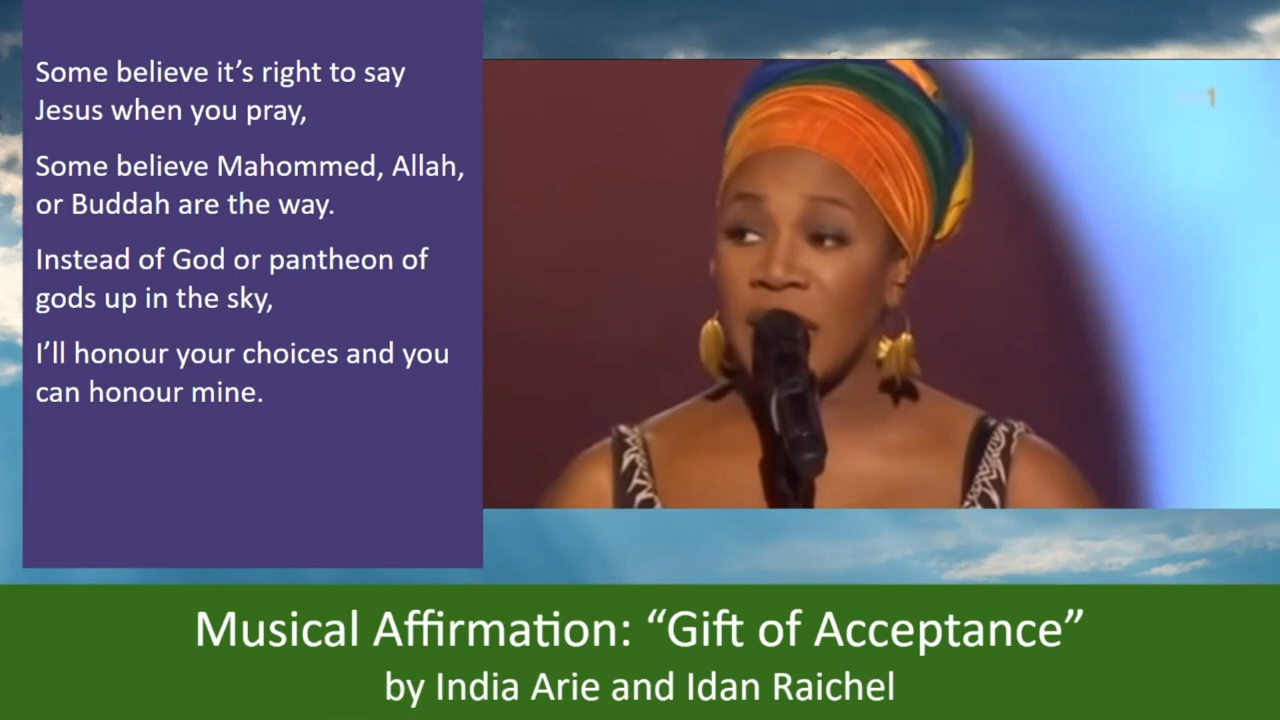 Some believe it’s right to say
Jesus when you pray,
Some believe Mahommed, Allah,
or Buddah are the way.
Instead of God or pantheon of
gods up in the sky,
I’ll honour your choices and you
can honour mine.
Musical Affirmation: “Gift of Acceptance”
by India Arie and Idan Raichel